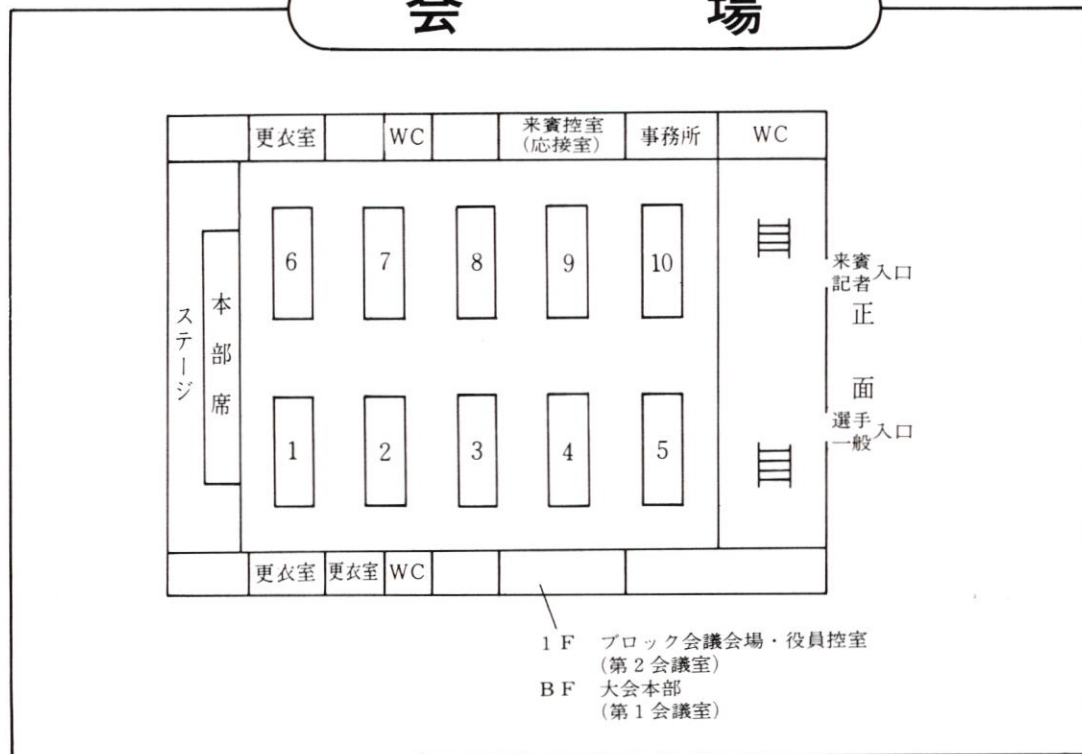 会場
更衣室
WC
来賓控室
(応接室)
事務所
WC
6
7
8
9
10
ステージ
本部席
1
2
3
4
5
来賓
記者
入口
正面
選手
一般
入口
更衣室
更衣室
WC
1F ブロック会議会場・役員控室
(第2会議室)
BF 大会本部
(第1会議室)